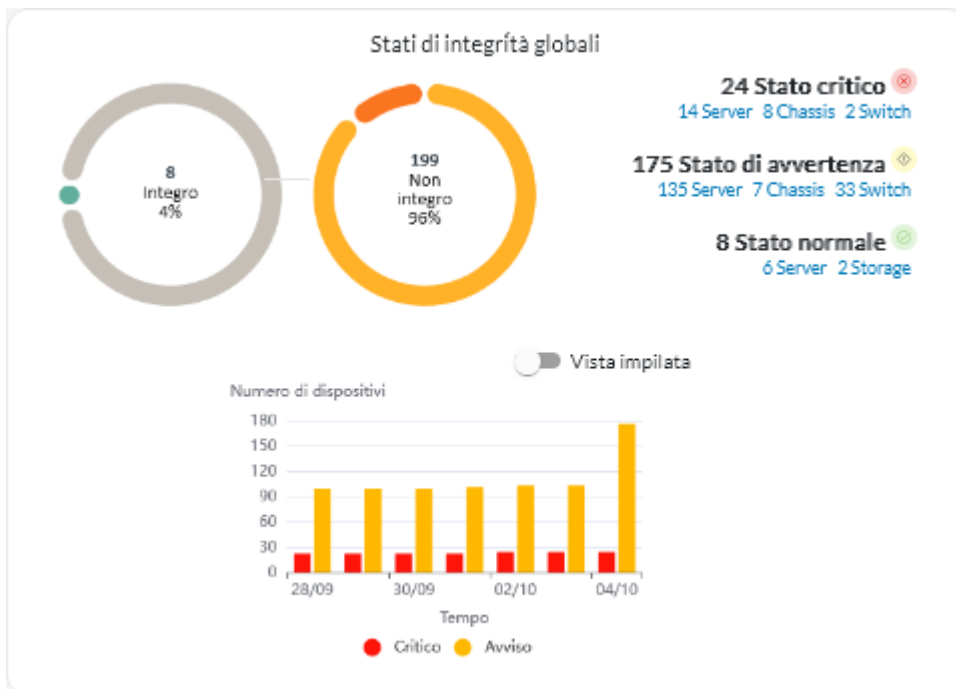 Stati di integrità globali
8
Integro
4%
199
Non
integro
96%
24 Stato critico
14 Server 8 Chassis 2 Switch
175 Stato di avvertenza
135 Server 7 Chassis 33 Switch
8 Stato normale
6 Server 2 Storage
Vista impilata
Numero di dispositivi
180
150
120
90
60
30
0
28/09 30/09 02/10 04/10
Tempo
Critico Avviso